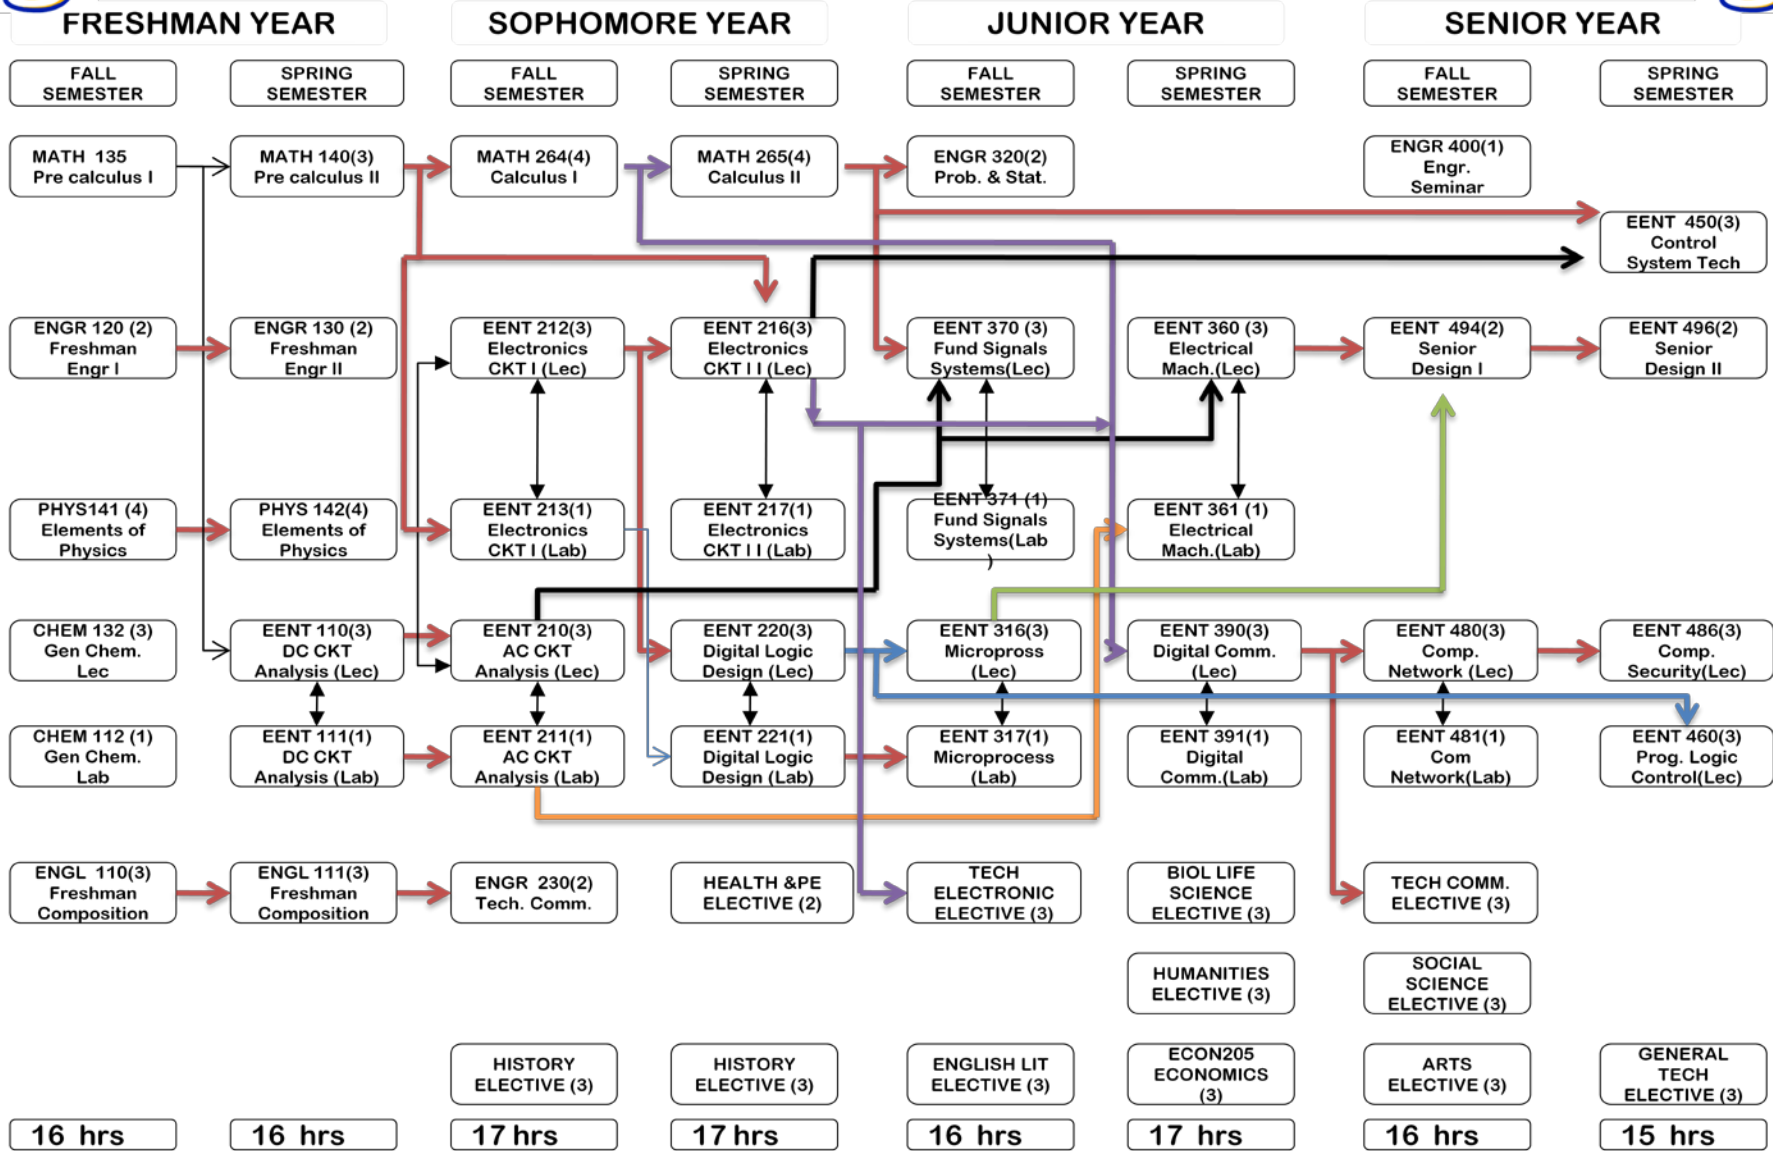 FRESHMAN YEAR
SOPHOMORE YEAR
JUNIOR YEAR
SENIOR YEAR
FALL
SEMESTER
SPRING
SEMESTER
FALL
SEMESTER
SPRING
SEMESTER
FALL
SEMESTER
SPRING
SEMESTER
FALL
SEMESTER
SPRING
SEMESTER
MATH 135
Pre calculus I
MATH 140(3)
Pre calculus II
MATH 264(4)
Calculus I
MATH 265(4)
Calculus II
ENGR 320(2)
Prob. & Stat.
ENGR 400(1)
Engr.
Seminar
EENT 450(3)
Control
System Tech
ENGR 120 (2)
Freshman
Engr I
ENGR 130 (2)
Freshman
Engr II
EENT 212(3)
Electronics
CKT I (Lec)
EENT 216(3)
Electronics
CKT I I (Lec)
EENT 370 (3)
Fund Signals
Systems(Lec)
EENT 360 (3)
Electrical
Mach.(Lec)
EENT 494(2)
Senior
Design I
EENT 496(2)
Senior
Design II
PHYS141 (4)
Elements of
Physics
PHYS 142(4)
Elements of
Physics
EENT 213(1)
Electronics
CKT I (Lab)
EENT 217(1)
Electronics
CKT I I (Lab)
EENT 371 (1)
Fund Signals
Systems(Lab
)
EENT 361 (1)
Electrical
Mach.(Lab)
CHEM 132 (3)
Gen Chem.
Lec
EENT 110(3)
DC CKT
Analysis (Lec)
EENT 210(3)
AC CKT
Analysis (Lec)
EENT 220(3)
Digital Logic
Design (Lec)
EENT 316(3)
Micropross
(Lec)
EENT 390(3)
Digital Comm.
(Lec)
EENT 480(3)
Comp.
Network (Lec)
EENT 486(3)
Comp.
Security(Lec)
CHEM 112 (1)
Gen Chem.
Lab
EENT 111(1)
DC CKT
Analysis (Lab)
EENT 211(1)
AC CKT
Analysis (Lab)
EENT 221(1)
Digital Logic
Design (Lab)
EENT 317(1)
Microprocess
(Lab)
EENT 391(1)
Digital
Comm.(Lab)
EENT 481(1)
Com
Network(Lab)
EENT 460(3)
Prog. Logic
Control(Lec)
ENGL 110(3)
Freshman
Composition
ENGL 111(3)
Freshman
Composition
ENGR 230(2)
Tech. Comm.
HEALTH &PE
ELECTIVE (2)
TECH
ELECTRONIC
ELECTIVE (3)
BIOL LIFE
SCIENCE
ELECTIVE (3)
TECH COMM.
ELECTIVE (3)
HUMANITIES
ELECTIVE (3)
SOCIAL
SCIENCE
ELECTIVE (3)
HISTORY
ELECTIVE (3)
HISTORY
ELECTIVE (3)
ENGLISH LIT
ELECTIVE (3)
ECON205
ECONOMICS
(3)
ARTS
ELECTIVE (3)
GENERAL
TECH
ELECTIVE (3)
16 hrs
16 hrs
17 hrs
17 hrs
16 hrs
17 hrs
16 hrs
15 hrs